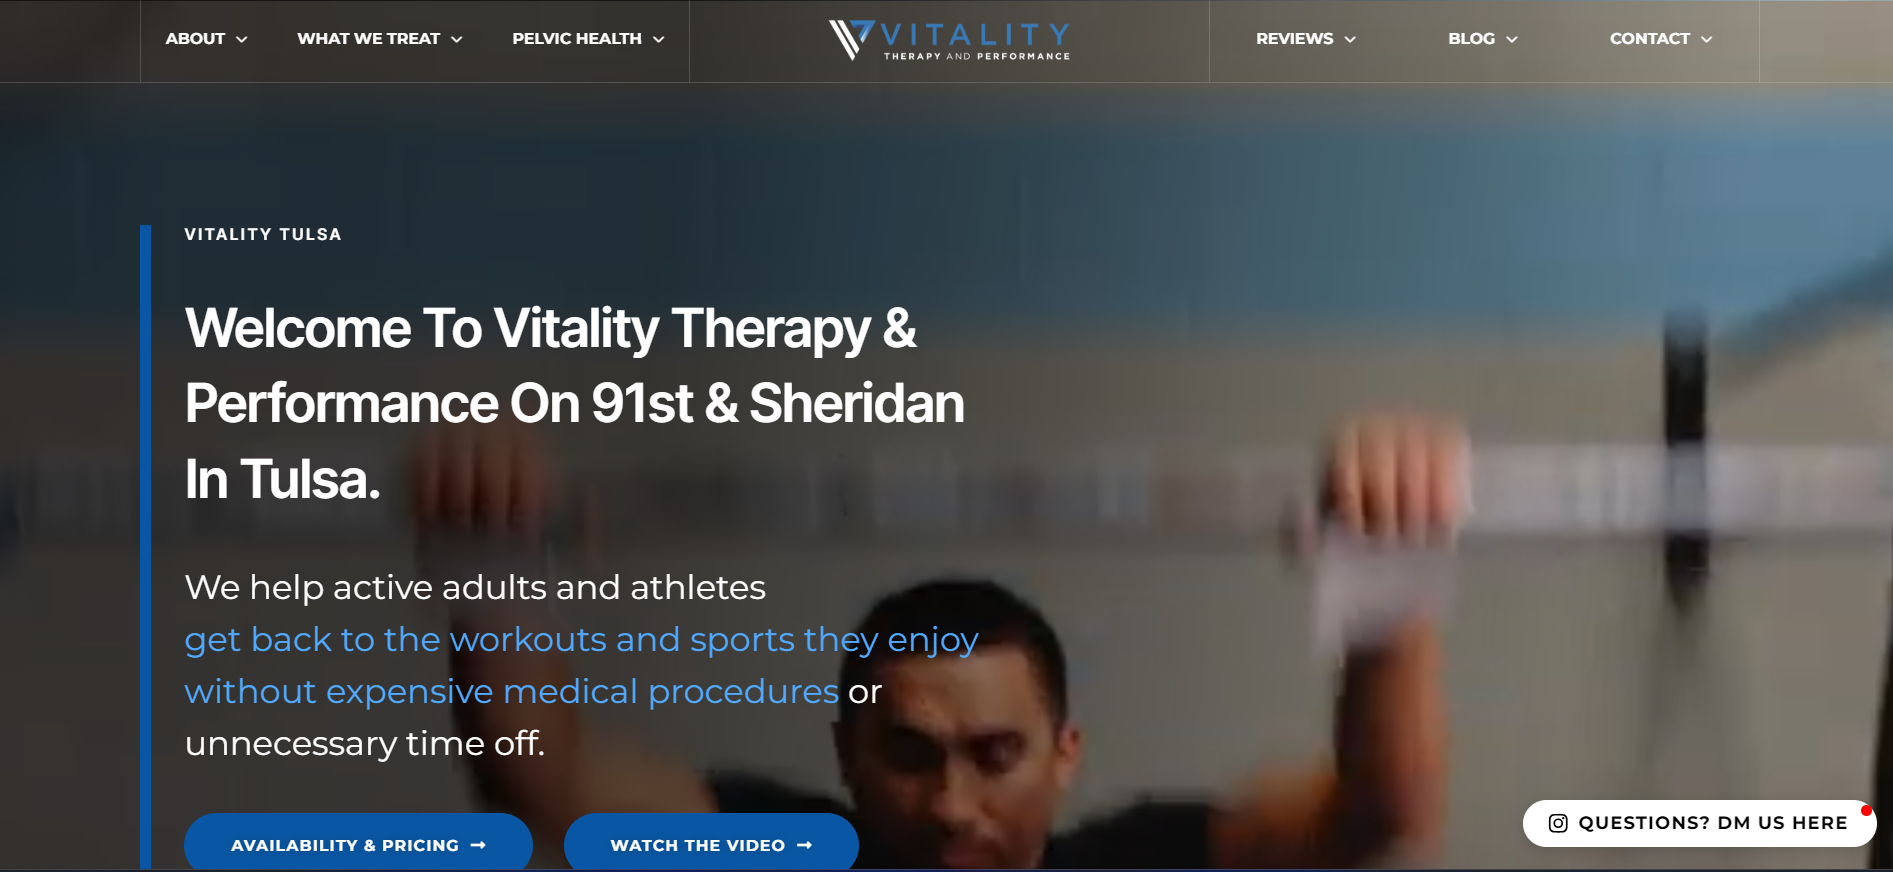 ABOUT
WHAT WE TREAT
PELVIC HEALTH
VITALITY
THERAPY AND PERFORMANCE
REVIEWS
BLOG
CONTACT
VITALITY TULSA
Welcome To Vitality Therapy &
Performance On 91st & Sheridan
In Tulsa.
We help active adults and athletes
get back to the workouts and sports they enjoy
without expensive medical procedures or
unnecessary time off.
AVAILABILITY & PRICING
WATCH THE VIDEO
QUESTIONS? DM US HERE